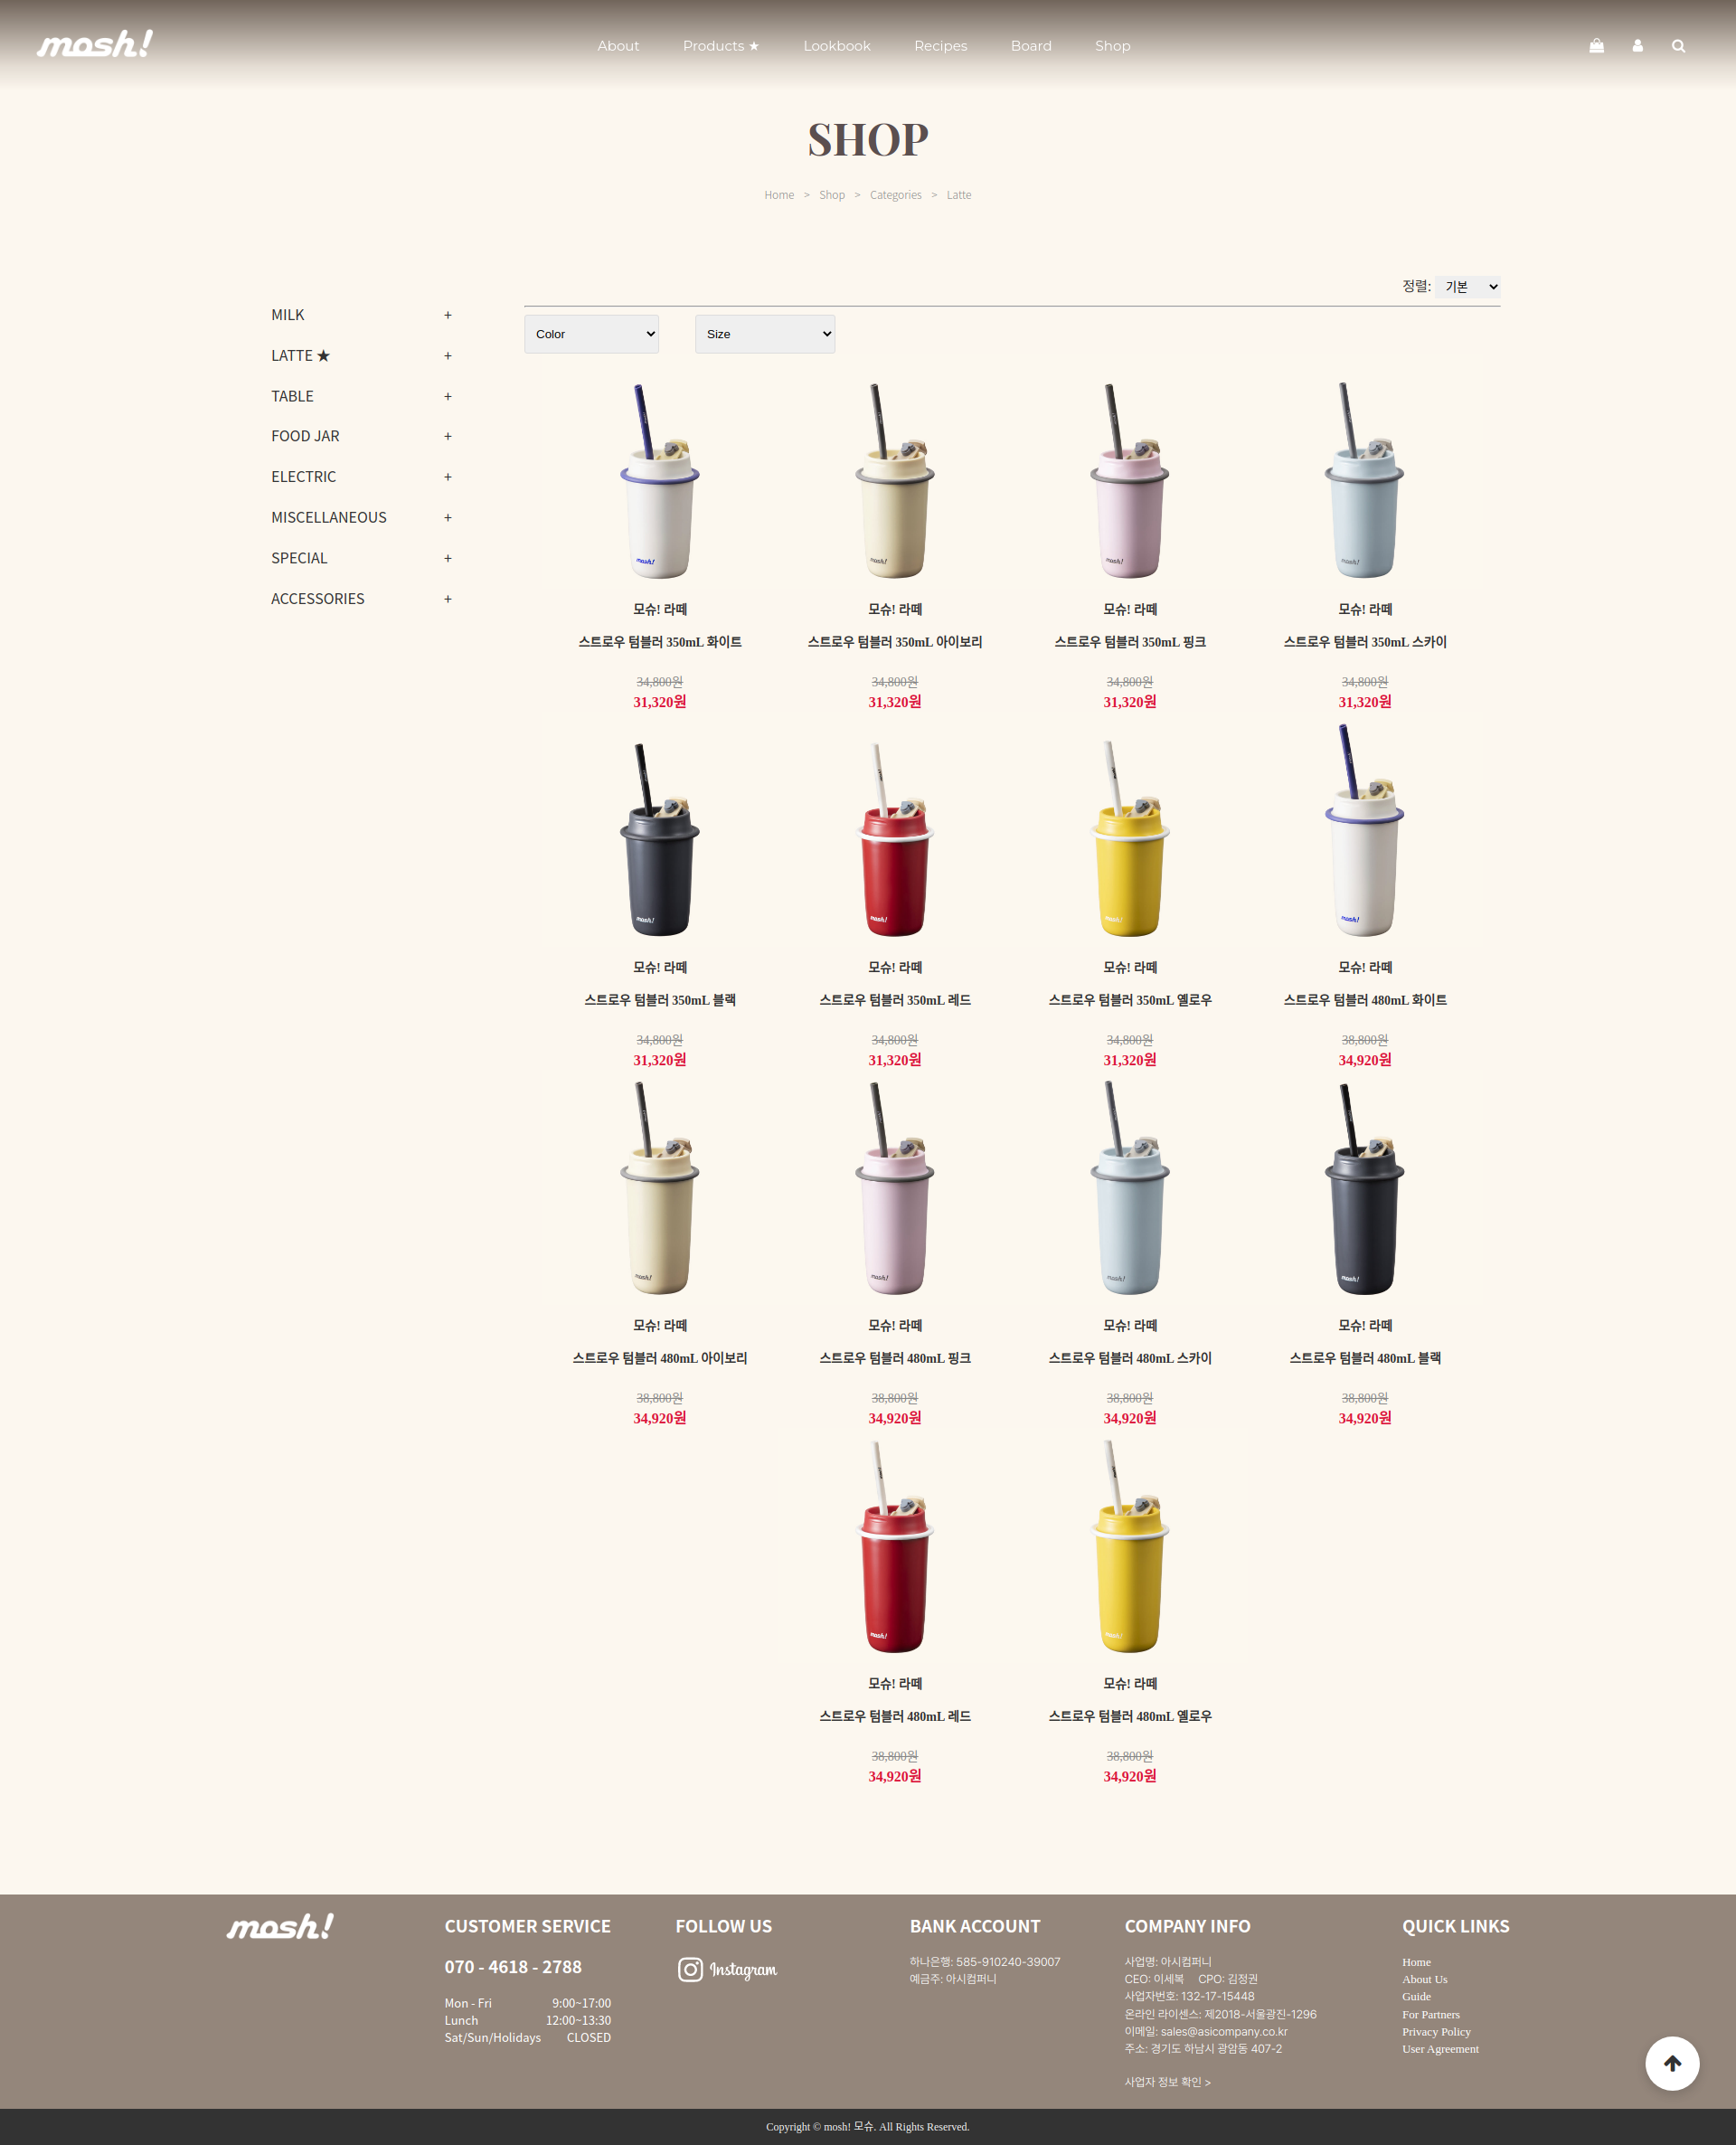 mosh!
About Products ★ Lookbook Recipes Board Shop
SHOP
Home > Shop > Categories > Latte
정렬: 기본
MILK +
LATTE ★ +
TABLE +
FOOD JAR +
ELECTRIC +
MISCELLANEOUS +
SPECIAL +
ACCESSORIES +
Color Size
mosh! mosh! mosh! mosh!
모슈! 라떼 모슈! 라떼 모슈! 라떼 모슈! 라떼
스트로우 텀블러 350mL 화이트 스트로우 텀블러 350mL 아이보리 스트로우 텀블러 350mL 핑크 스트로우 텀블러 350mL 스카이
34,800원 34,800원 34,800원 34,800원
31,320원 31,320원 31,320원 31,320원
mosh! mosh! mosh! mosh!
모슈! 라떼 모슈! 라떼 모슈! 라떼 모슈! 라떼
스트로우 텀블러 350mL 블랙 스트로우 텀블러 350mL 레드 스트로우 텀블러 350mL 옐로우 스트로우 텀블러 480mL 화이트
34,800원 34,800원 34,800원 38,800원
31,320원 31,320원 31,320원 34,920원
mosh! mosh! mosh! mosh!
모슈! 라떼 모슈! 라떼 모슈! 라떼 모슈! 라떼
스트로우 텀블러 480mL 아이보리 스트로우 텀블러 480mL 핑크 스트로우 텀블러 480mL 스카이 스트로우 텀블러 480mL 블랙
38,800원 38,800원 38,800원 38,800원
34,920원 34,920원 34,920원 34,920원
mosh! mosh!
모슈! 라떼 모슈! 라떼
스트로우 텀블러 480mL 레드 스트로우 텀블러 480mL 옐로우
38,800원 38,800원
34,920원 34,920원
mosh!
CUSTOMER SERVICE
070 - 4618 - 2788
Mon - Fri 9:00~17:00
Lunch 12:00~13:30
Sat/Sun/Holidays CLOSED
FOLLOW US
Instagram
BANK ACCOUNT
하나은행: 585-910240-39007
예금주: 아시컴퍼니
COMPANY INFO
사업명: 아시컴퍼니
CEO: 이세복 CPO: 김정권
사업자번호: 132-17-15448
온라인 라이센스: 제2018-서울광진-1296
이메일: sales@asicompany.co.kr
주소: 경기도 하남시 광암동 407-2
사업자 정보 확인 >
QUICK LINKS
Home
About Us
Guide
For Partners
Privacy Policy
User Agreement
Copyright © mosh! 모슈. All Rights Reserved.